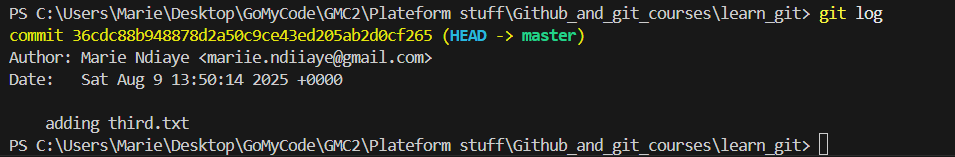 PS C:\Users\Marie\Desktop\GoMyCode\GMC2\Plateform stuff\Github_and_git_courses\learn_git> git log
commit 36cdc88b948878d2a50c9ce43ed205ab2d0cf265 (HEAD -> master)
Author: Marie Ndiaye <mariie.ndiiaye@gmail.com>
Date:   Sat Aug 9 13:50:14 2025 +0000

    adding third.txt
PS C:\Users\Marie\Desktop\GoMyCode\GMC2\Plateform stuff\Github_and_git_courses\learn_git>